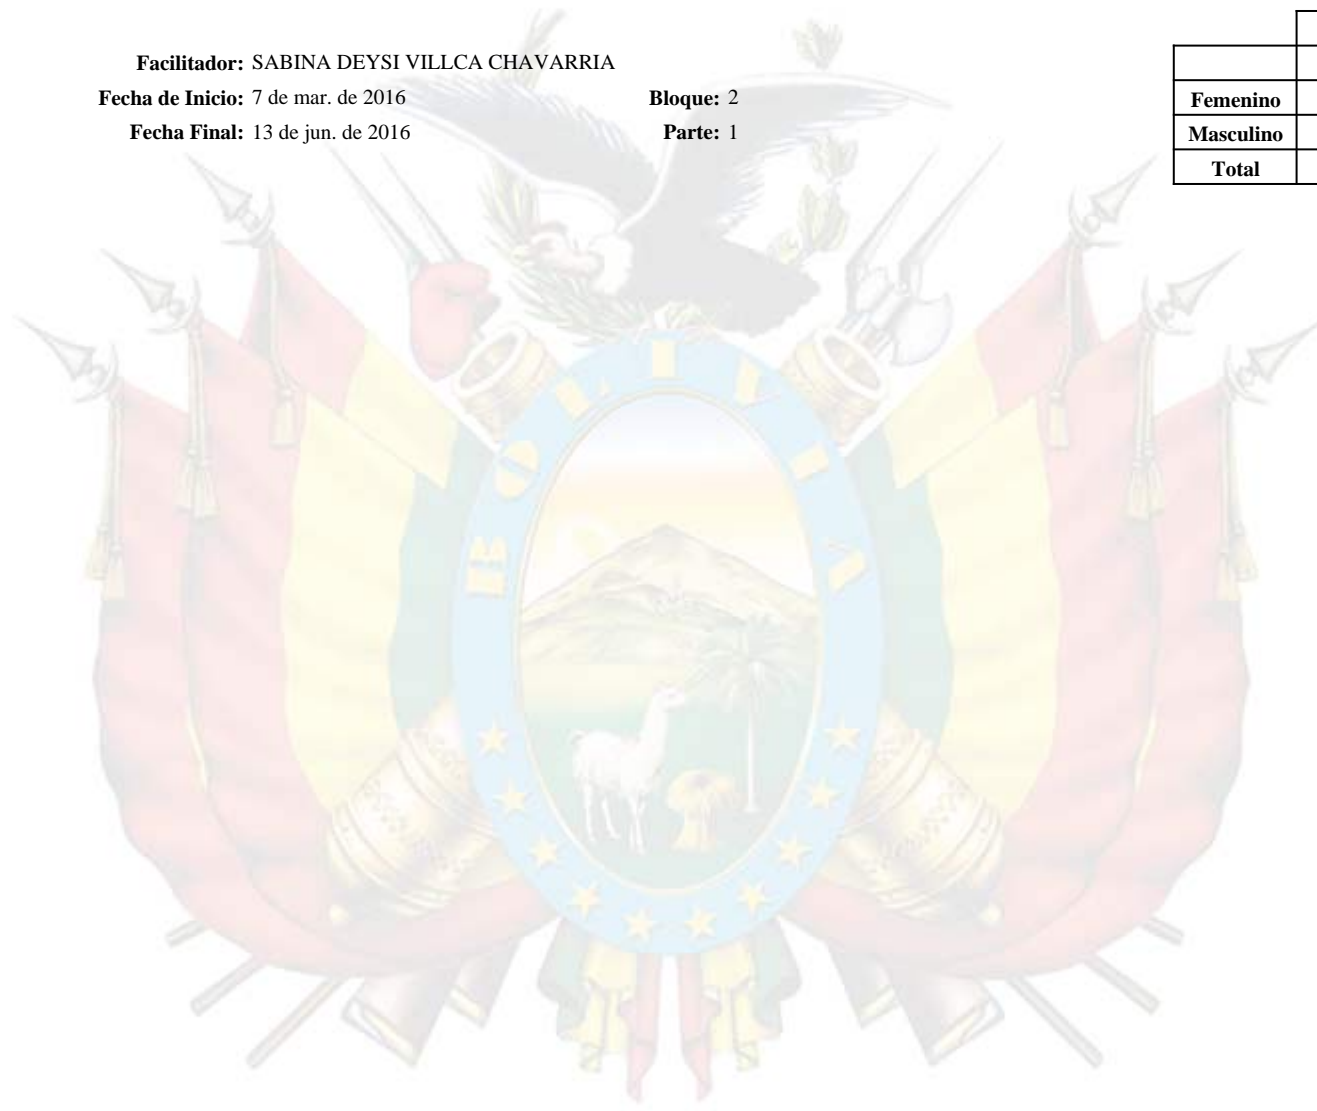 Facilitador: SABINA DEYSI VILLCA CHAVARRIA
Fecha de Inicio: 7 de mar. de 2016 Bloque: 2
Fecha Final: 13 de jun. de 2016 Parte: 1
Femenino
Masculino
Total
BOLIVIA